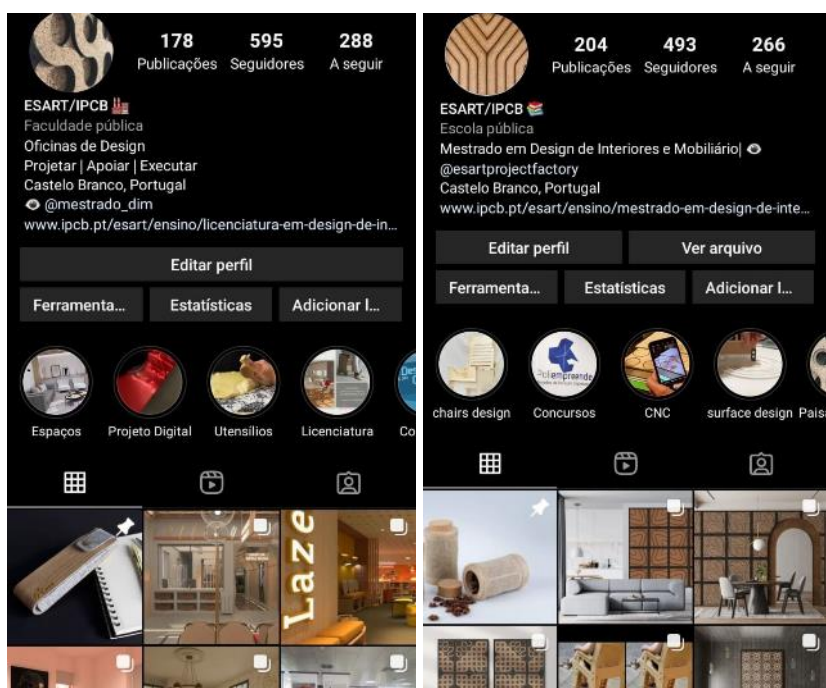 178 595 288
Publicações Seguidores A seguir
ESART/IPCB
Faculdade pública
Oficinas de Design
Projetar | Apoiar | Executar
Castelo Branco, Portugal
@mestrado_dim
www.ipcb.pt/esart/ensino/licenciatura-em-design-de-in...
Editar perfil
Ferramenta... Estatísticas Adicionar l...
Espaços Projeto Digital Utensílios Licenciatura Co
Laze
204 493 266
Publicações Seguidores A seguir
ESART/IPCB
Escola pública
Mestrado em Design de Interiores e Mobiliário|
@esartprojectfactory
Castelo Branco, Portugal
www.ipcb.pt/esart/ensino/mestrado-em-design-de-inte...
Editar perfil Ver arquivo
Ferramenta... Estatísticas Adicionar l...
Poliempreende
chairs design Concursos CNC surface design Pais